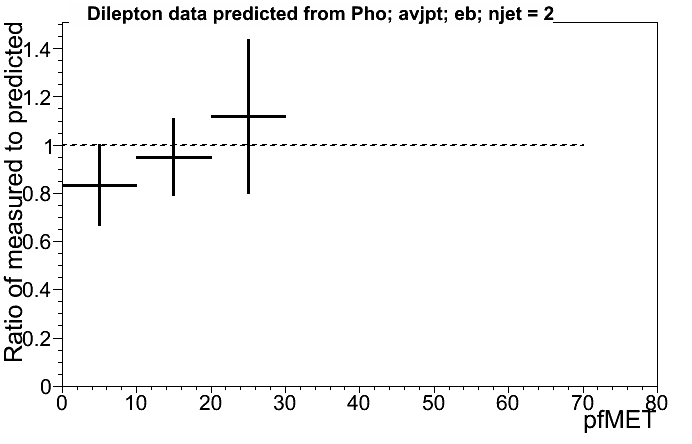 Dilepton data predicted from Pho; avjpt; eb; njet = 2
Ratio of measured to predicted
1.4
1.2
1
0.8
0.6
0.4
0.2
0
0 10 20 30 40 50 60 70 80
pfMET